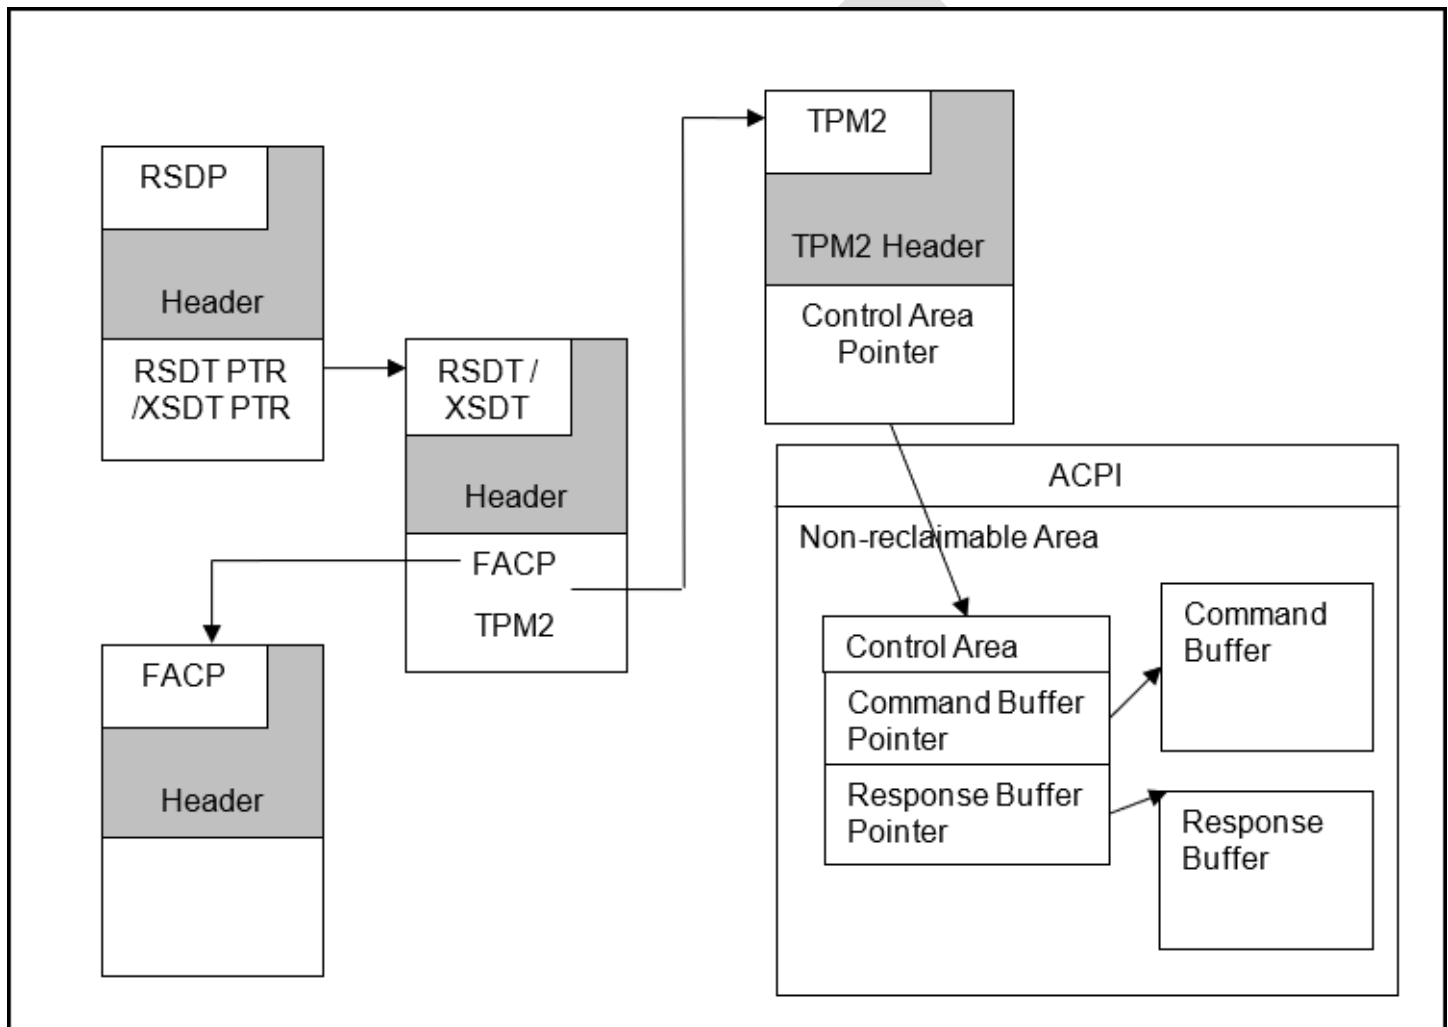 RSDP
Header
RSDT PTR
/XSDT PTR
RSDT /
XSDT
Header
FACP
TPM2
FACP
Header
TPM2
TPM2 Header
Control Area
Pointer
ACPI
Non-reclaimable Area
Control Area
Command Buffer
Pointer
Response Buffer
Pointer
Command
Buffer
Response
Buffer